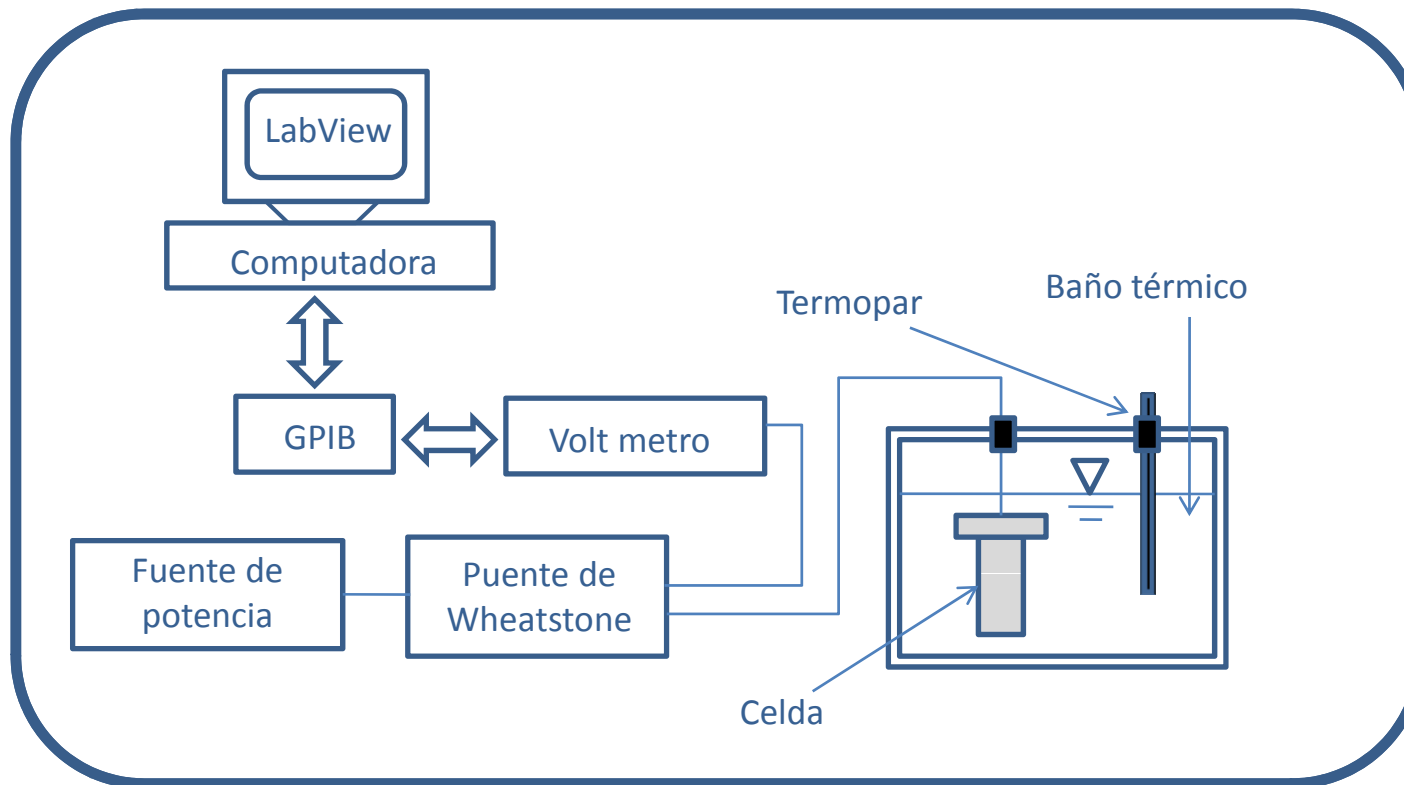 LabView
Computadora
Termopar
Baño térmico
GPIB
Volt metro
Fuente de
potencia
Puente de
Wheatstone
Celda